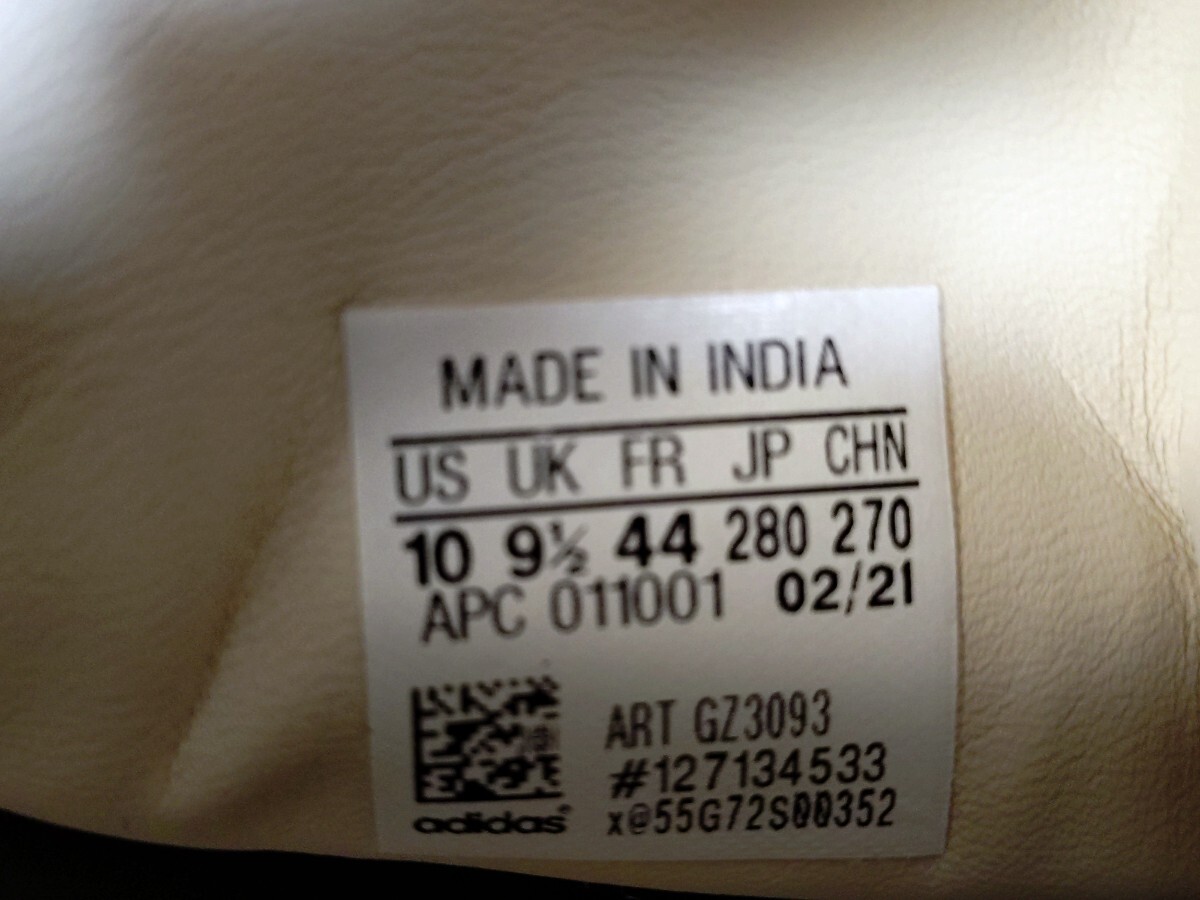 MADE IN INDIA
US UK FR JP CHN
10 9½ 44 280 270
APC 011001 02/21
ART GZ3093
#127134533
x@55G72S00352
adidas®